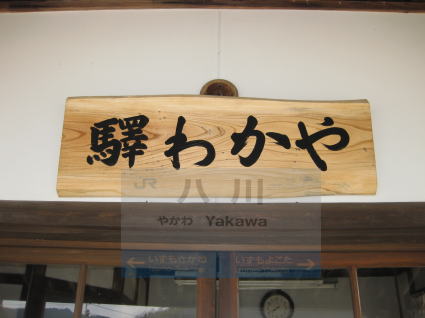 驛わかや
JR 八川
やかわ Yakawa
← いずもさかね いずもよこた →